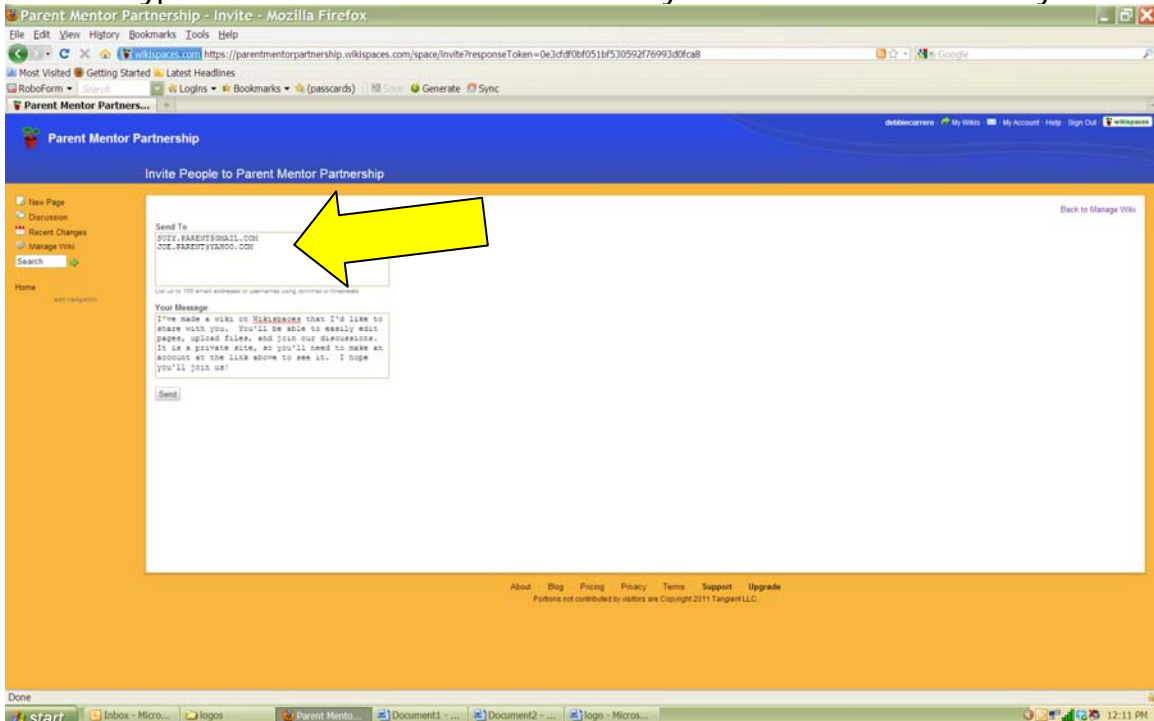 Parent Mentor Partnership - Invite - Mozilla Firefox
File Edit View History Bookmarks Tools Help
wikispaces.com https://parentmentorpartnership.wikispaces.com/space/invite?responseToken=0e3cfdf0bf051bf530592f76993d0fca8
Google
Most Visited Getting Started Latest Headlines
RoboForm Search Logins Bookmarks (passcards) Save Generate Sync
Parent Mentor Partners...
debbiecarrere My Wikis My Account Help Sign Out wikispaces
Parent Mentor Partnership
Invite People to Parent Mentor Partnership
New Page
Discussion
Recent Changes
Manage Wiki
Search
Home
edit navigation
Back to Manage Wiki
Send To
SUZY.PARENT@GMAIL.COM
JOE.PARENT@YAHOO.COM
List up to 100 email addresses or usernames using commas or linebreaks
Your Message
I've made a wiki on Wikispaces that I'd like to
share with you. You'll be able to easily edit
pages, upload files, and join our discussions.
It is a private site, so you'll need to make an
account at the link above to see it. I hope
you'll join us!
Send
About Blog Pricing Privacy Terms Support Upgrade
Portions not contributed by visitors are Copyright 2011 Tangient LLC.
Done
start Inbox - Micro... logos Parent Mento... Document1 - ... Document2 - ... logo - Micros... 12:11 PM